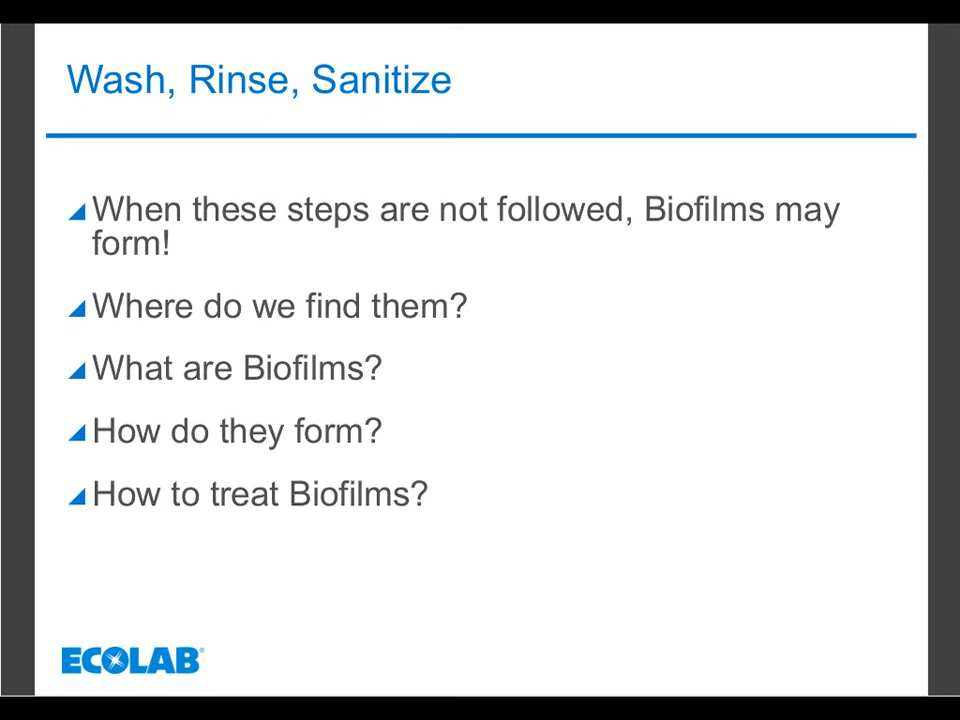 Wash, Rinse, Sanitize
When these steps are not followed, Biofilms may
form!
Where do we find them?
What are Biofilms?
How do they form?
How to treat Biofilms?
ECOLAB®